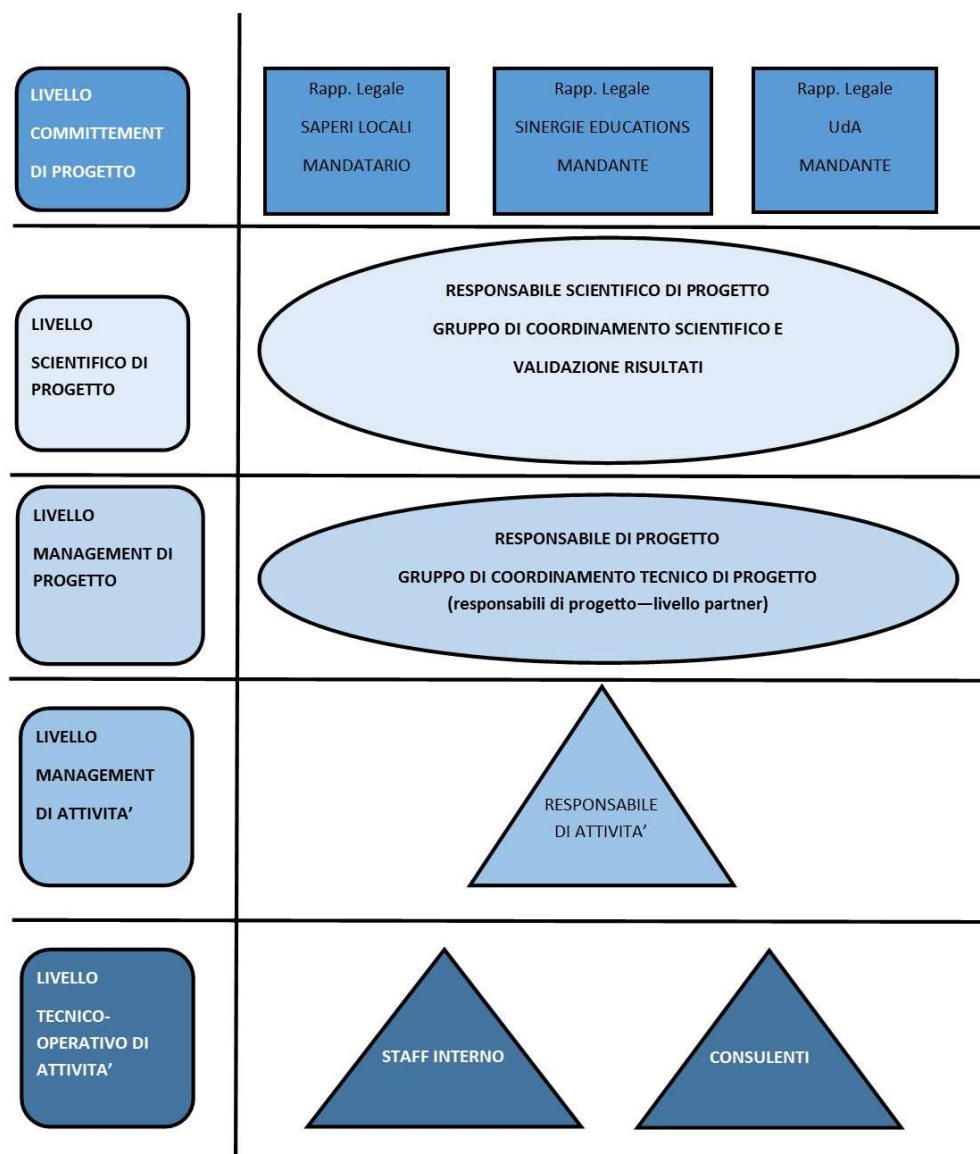 LIVELLO
COMMITTEMENT
DI PROGETTO
Rapp. Legale
SAPERI LOCALI
MANDATARIO
Rapp. Legale
SINERGIE EDUCATIONS
MANDANTE
Rapp. Legale
UdA
MANDANTE
LIVELLO
SCIENTIFICO DI
PROGETTO
RESPONSABILE SCIENTIFICO DI PROGETTO
GRUPPO DI COORDINAMENTO SCIENTIFICO E
VALIDAZIONE RISULTATI
LIVELLO
MANAGEMENT DI
PROGETTO
RESPONSABILE DI PROGETTO
GRUPPO DI COORDINAMENTO TECNICO DI PROGETTO
(responsabili di progetto—livello partner)
LIVELLO
MANAGEMENT
DI ATTIVITA’
RESPONSABILE
DI ATTIVITA’
LIVELLO
TECNICO-
OPERATIVO DI
ATTIVITA’
STAFF INTERNO
CONSULENTI